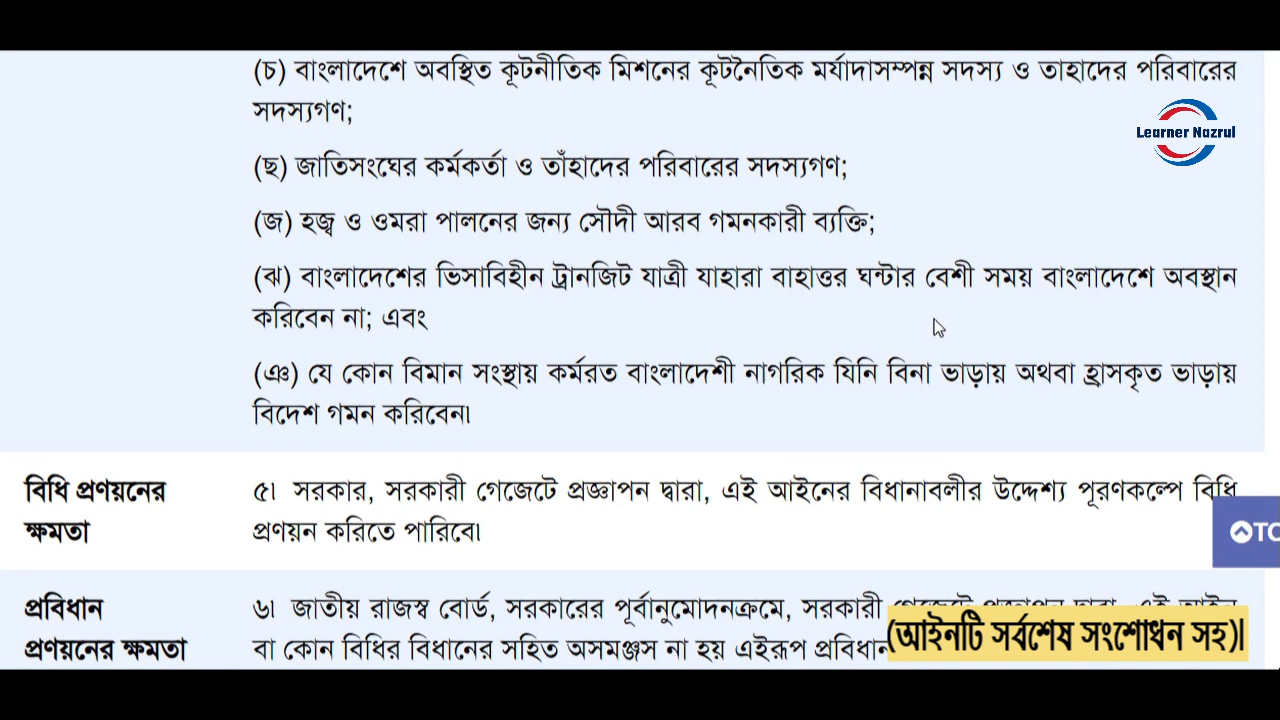 (চ) বাংলাদেশে অবস্থিত কূটনীতিক মিশনের কূটনৈতিক মর্যাদাসম্পন্ন সদস্য ও তাহাদের পরিবারের
সদস্যগণ;
Learner Nazrul
(ছ) জাতিসংঘের কর্মকর্তা ও তাঁহাদের পরিবারের সদস্যগণ;
(জ) হজ্ব ও ওমরা পালনের জন্য সৌদী আরব গমনকারী ব্যক্তি;
(ঝ) বাংলাদেশের ভিসাবিহীন ট্রানজিট যাত্রী যাহারা বাহাত্তর ঘন্টার বেশী সময় বাংলাদেশে অবস্থান
করিবেন না; এবং
(ঞ) যে কোন বিমান সংস্থায় কর্মরত বাংলাদেশী নাগরিক যিনি বিনা ভাড়ায় অথবা হ্রাসকৃত ভাড়ায়
বিদেশ গমন করিবেন৷
বিধি প্রণয়নের
ক্ষমতা
৫৷ সরকার, সরকারী গেজেটে প্রজ্ঞাপন দ্বারা, এই আইনের বিধানাবলীর উদ্দেশ্য পূরণকল্পে বিধি
প্রণয়ন করিতে পারিবে৷
প্রবিধান
প্রণয়নের ক্ষমতা
৬৷ জাতীয় রাজস্ব বোর্ড, সরকারের পূর্বানুমোদনক্রমে, সরকারী
বা কোন বিধির বিধানের সহিত অসমঞ্জস না হয় এইরূপ প্রবিধান
(আইনটি সর্বশেষ সংশোধন সহ)।